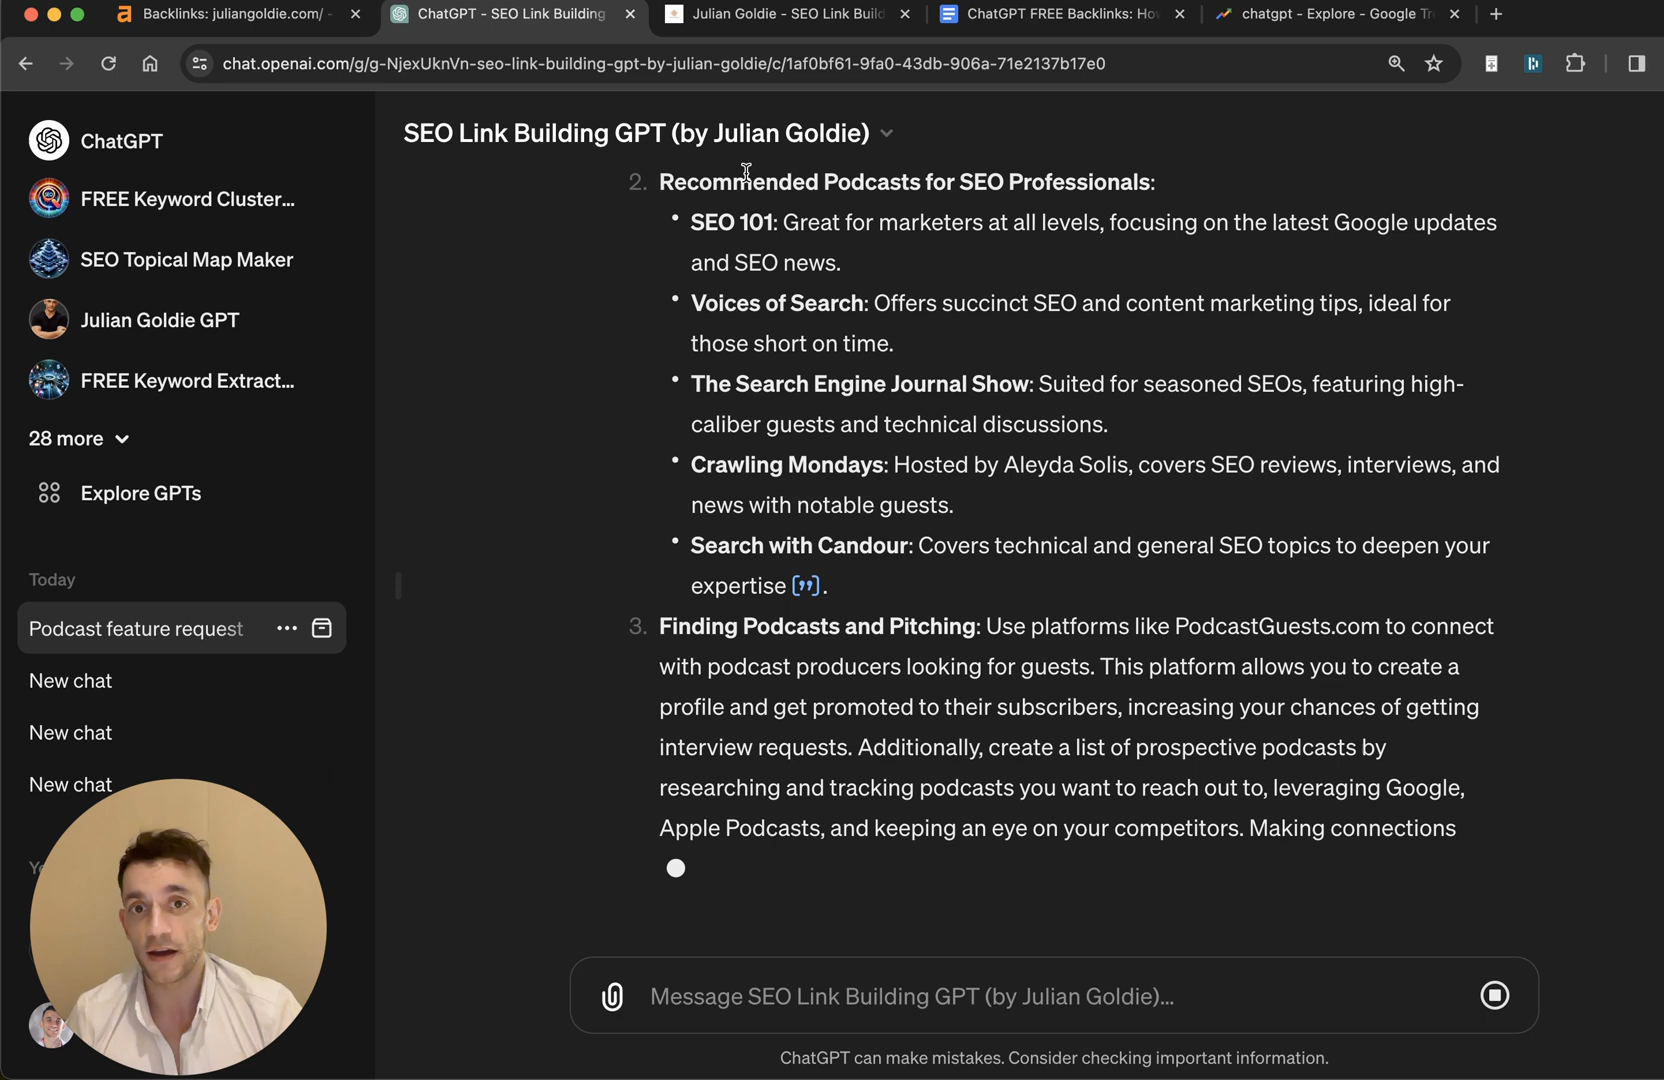 Backlinks: juliangoldie.com/ -
ChatGPT - SEO Link Building
Julian Goldie - SEO Link Build
ChatGPT FREE Backlinks: Ho
chatgpt - Explore - Google Tr
chat.openai.com/g/g-NjexUknVn-seo-link-building-gpt-by-julian-goldie/c/1af0bf61-9fa0-43db-906a-71e2137b17e0
ChatGPT
FREE Keyword Cluster...
SEO Topical Map Maker
Julian Goldie GPT
FREE Keyword Extract...
28 more
Explore GPTs
Today
Podcast feature request
New chat
New chat
New chat
SEO Link Building GPT (by Julian Goldie)
2. Recommended Podcasts for SEO Professionals:
• SEO 101: Great for marketers at all levels, focusing on the latest Google updates
and SEO news.
• Voices of Search: Offers succinct SEO and content marketing tips, ideal for
those short on time.
• The Search Engine Journal Show: Suited for seasoned SEOs, featuring high-
caliber guests and technical discussions.
• Crawling Mondays: Hosted by Aleyda Solis, covers SEO reviews, interviews, and
news with notable guests.
• Search with Candour: Covers technical and general SEO topics to deepen your
expertise ["].
3. Finding Podcasts and Pitching: Use platforms like PodcastGuests.com to connect
with podcast producers looking for guests. This platform allows you to create a
profile and get promoted to their subscribers, increasing your chances of getting
interview requests. Additionally, create a list of prospective podcasts by
researching and tracking podcasts you want to reach out to, leveraging Google,
Apple Podcasts, and keeping an eye on your competitors. Making connections
Message SEO Link Building GPT (by Julian Goldie)...
ChatGPT can make mistakes. Consider checking important information.